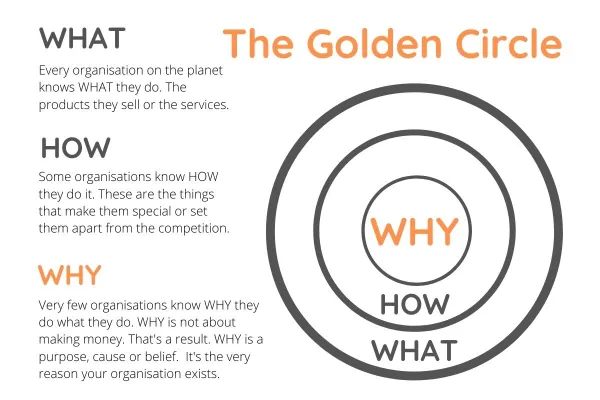 The Golden Circle
WHAT
Every organisation on the planet
knows WHAT they do. The
products they sell or the services.
HOW
Some organisations know HOW
they do it. These are the things
that make them special or set
them apart from the competition.
WHY
Very few organisations know WHY they
do what they do. WHY is not about
making money. That's a result. WHY is a
purpose, cause or belief. It's the very
reason your organisation exists.
WHY
HOW
WHAT